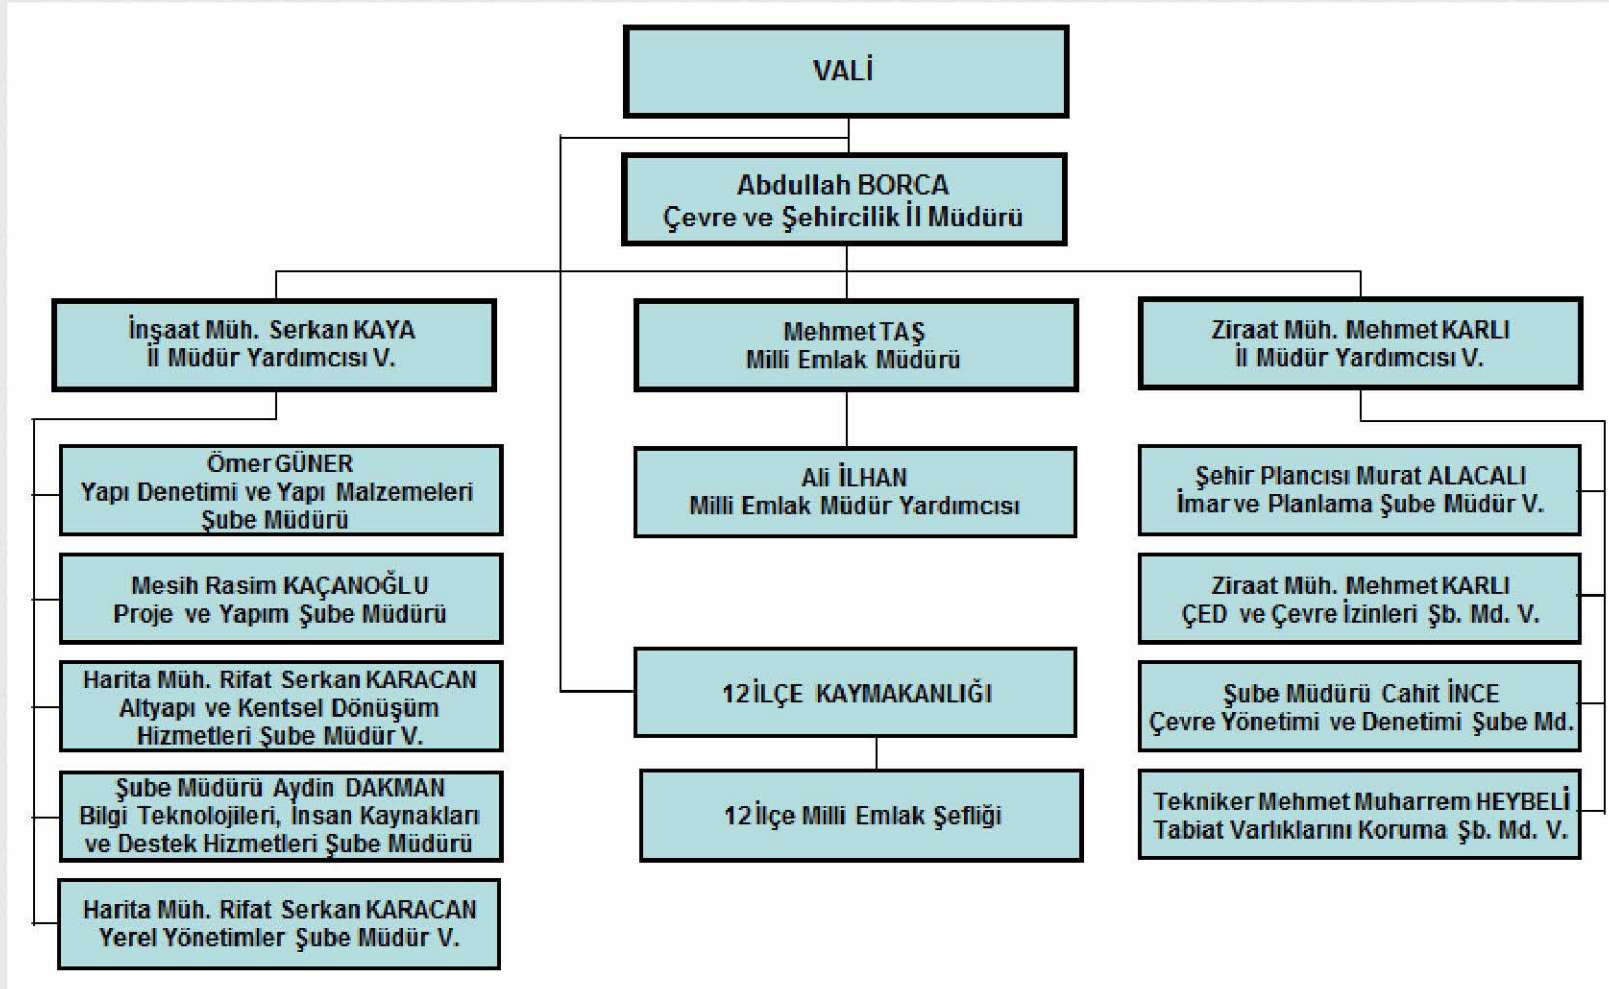 VALİ
Abdullah BORCA
Çevre ve Şehircilik İl Müdürü
İnşaat Müh. Serkan KAYA
İl Müdür Yardımcısı V.
Mehmet TAŞ
Milli Emlak Müdürü
Ziraat Müh. Mehmet KARLI
İl Müdür Yardımcısı V.
Ömer GÜNER
Yapı Denetimi ve Yapı Malzemeleri
Şube Müdürü
Mesih Rasim KAÇANOĞLU
Proje ve Yapım Şube Müdürü
Harita Müh. Rifat Serkan KARACAN
Altyapı ve Kentsel Dönüşüm
Hizmetleri Şube Müdür V.
Şube Müdürü Aydin DAKMAN
Bilgi Teknolojileri, İnsan Kaynakları
ve Destek Hizmetleri Şube Müdürü
Harita Müh. Rifat Serkan KARACAN
Yerel Yönetimler Şube Müdür V.
Ali İLHAN
Milli Emlak Müdür Yardımcısı
12 İLÇE KAYMAKANLIĞI
12 İlçe Milli Emlak Şefliği
Şehir Plancısı Murat ALACALI
İmar ve Planlama Şube Müdür V.
Ziraat Müh. Mehmet KARLI
ÇED ve Çevre İzinleri Şb. Md. V.
Şube Müdürü Cahit İNCE
Çevre Yönetimi ve Denetimi Şube Md.
Tekniker Mehmet Muharrem HEYBELİ
Tabiat Varlıklarını Koruma Şb. Md. V.